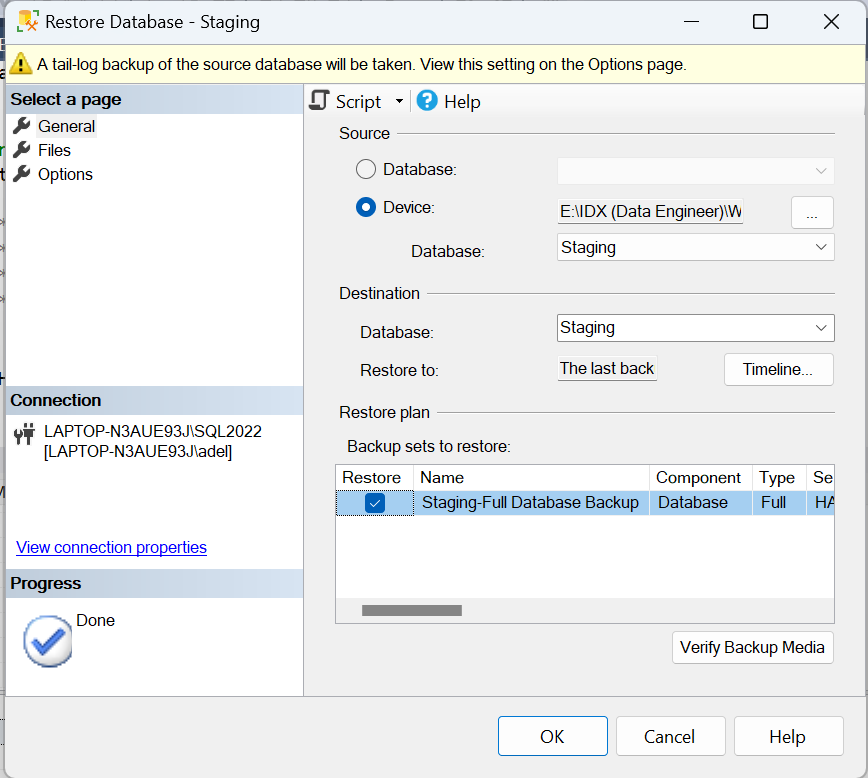 Restore Database - Staging
A tail-log backup of the source database will be taken. View this setting on the Options page.
Select a page
General
Files
Options
Connection
LAPTOP-N3AUE93J\SQL2022
[LAPTOP-N3AUE93J\adel]
View connection properties
Progress
Done
Script
Help
Source
Database:
Device:
E:\IDX (Data Engineer)\W
...
Database:
Staging
Destination
Database:
Staging
Restore to:
The last back
Timeline...
Restore plan
Backup sets to restore:
Restore Name Component Type Se
Staging-Full Database Backup Database Full HA
Verify Backup Media
OK
Cancel
Help